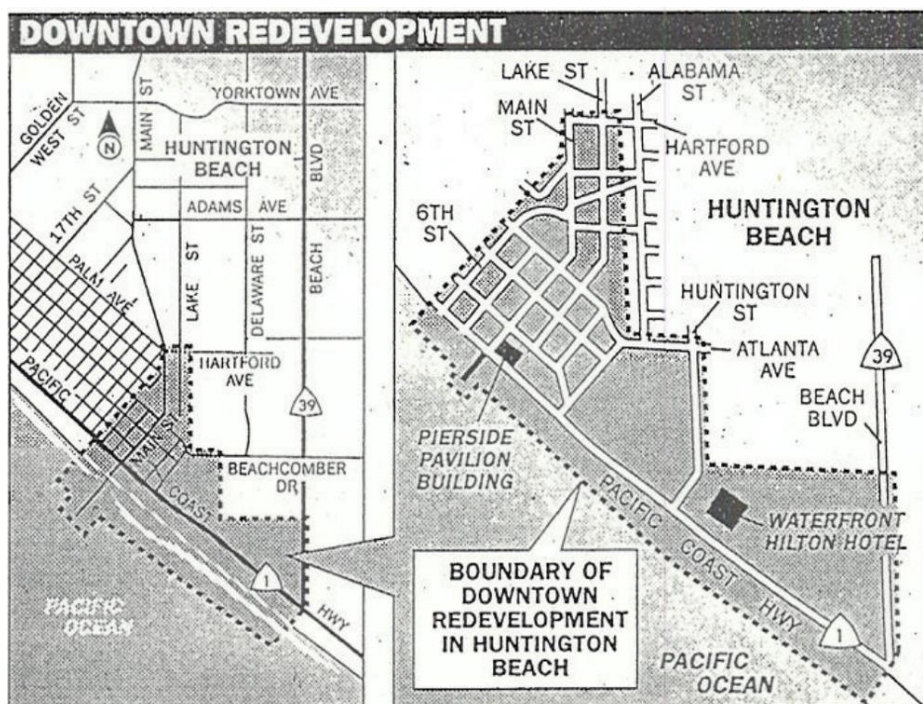 DOWNTOWN REDEVELOPMENT
GOLDEN
WEST ST
MAIN ST
YORKTOWN AVE
N
HUNTINGTON
BEACH
BLVD
17TH ST
ADAMS AVE
PALM AVE
LAKE ST
DELAWARE ST
BEACH
PACIFIC
HARTFORD
AVE
39
MAIN ST
BEACHCOMBER
DR
COAST
1
HWY
PACIFIC
OCEAN
LAKE ST
ALABAMA
ST
MAIN
ST
HARTFORD
AVE
6TH
ST
HUNTINGTON
BEACH
HUNTINGTON
ST
ATLANTA
AVE
39
BEACH
BLVD
PIERSIDE
PAVILION
BUILDING
PACIFIC
COAST
HWY
1
WATERFRONT
HILTON HOTEL
BOUNDARY OF
DOWNTOWN
REDEVELOPMENT
IN HUNTINGTON
BEACH
PACIFIC
OCEAN